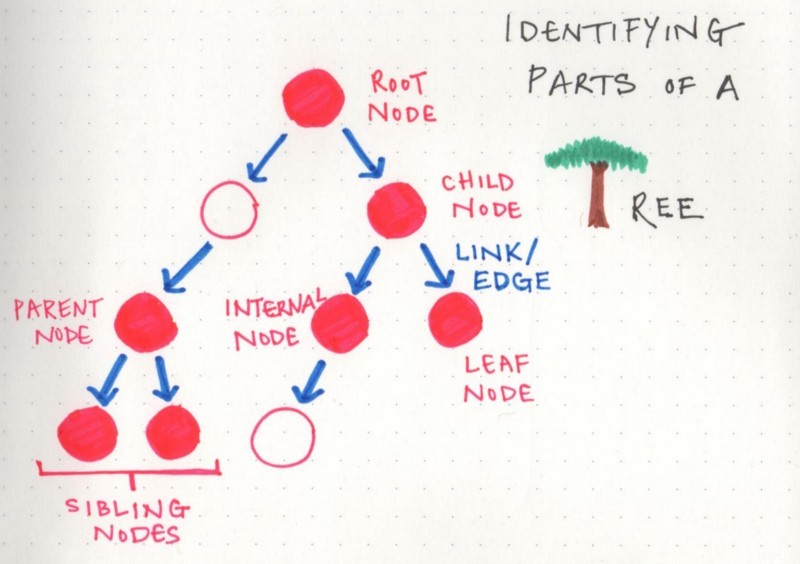 IDENTIFYING
PARTS OF A
REE
ROOT
NODE
CHILD
NODE
LINK/
EDGE
PARENT
NODE
INTERNAL
NODE
LEAF
NODE
SIBLING
NODES